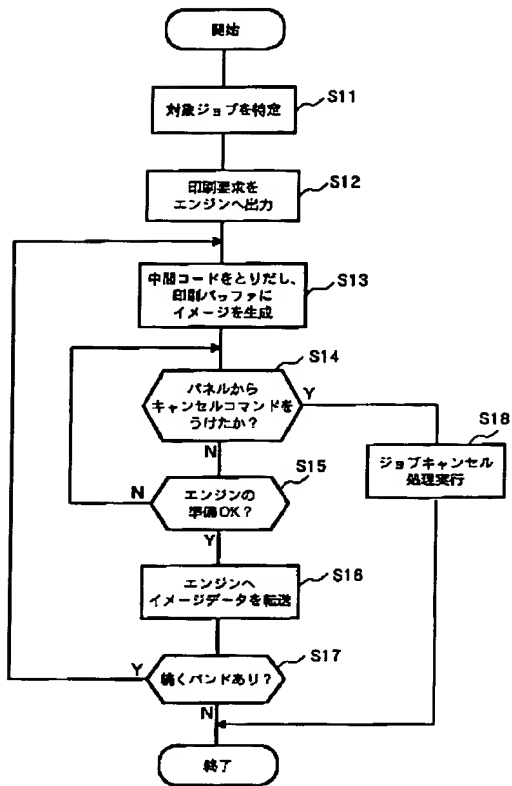 開始
対象ジョブを特定
S11
印刷要求を
エンジンへ出力
S12
中間コードをとりだし、
印刷バッファに
イメージを生成
S13
パネルから
キャンセルコマンドを
うけたか?
S14
Y
N
ジョブキャンセル
処理実行
S18
エンジンの
準備OK?
S15
N
Y
エンジンへ
イメージデータを転送
S16
続くバンドあり?
S17
Y
N
終了